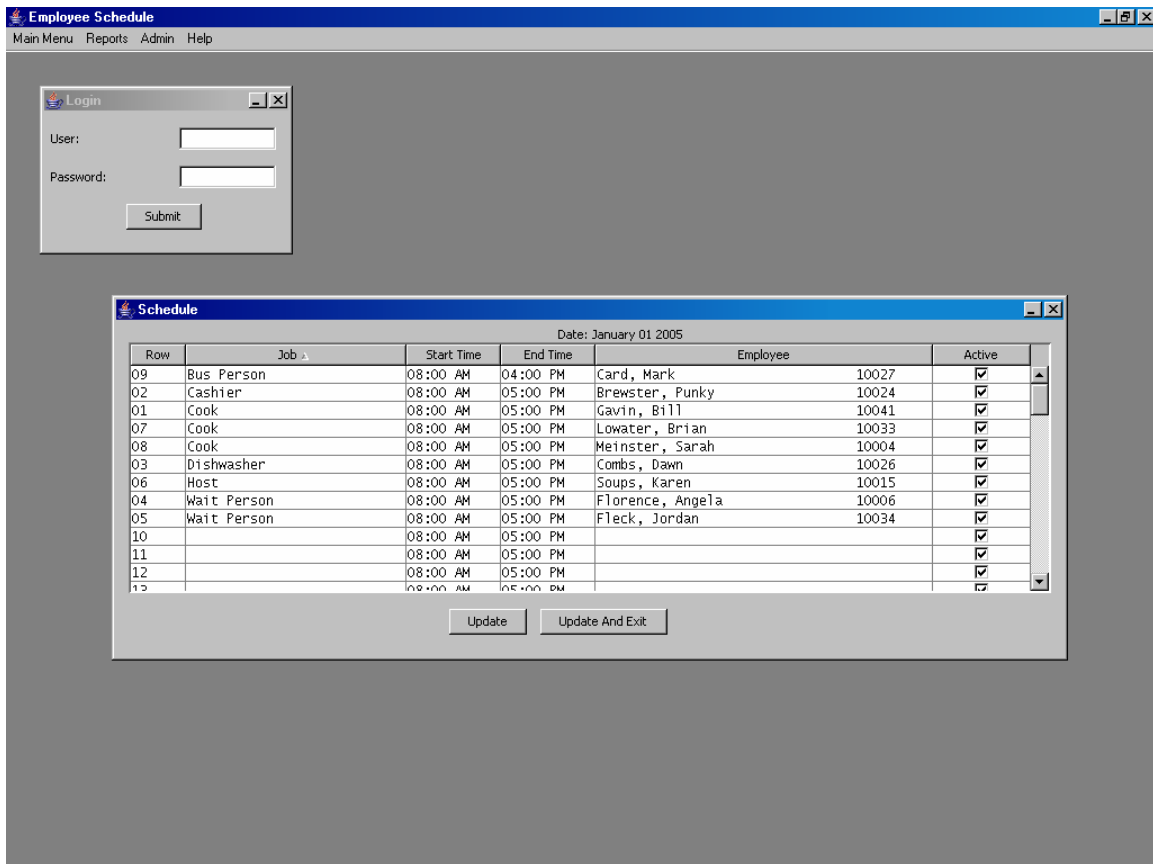 Employee Schedule
Main Menu Reports Admin Help
Login
User:
Password:
Submit
Schedule
Date: January 01 2005
Row Job Start Time End Time Employee Active
09 Bus Person 08:00 AM 04:00 PM Card, Mark 10027
02 Cashier 08:00 AM 05:00 PM Brewster, Punky 10024
01 Cook 08:00 AM 05:00 PM Gavin, Bill 10041
07 Cook 08:00 AM 05:00 PM Lowater, Brian 10033
08 Cook 08:00 AM 05:00 PM Meinster, Sarah 10004
03 Dishwasher 08:00 AM 05:00 PM Combs, Dawn 10026
06 Host 08:00 AM 05:00 PM Soups, Karen 10015
04 Wait Person 08:00 AM 05:00 PM Florence, Angela 10006
05 Wait Person 08:00 AM 05:00 PM Fleck, Jordan 10034
10 08:00 AM 05:00 PM
11 08:00 AM 05:00 PM
12 08:00 AM 05:00 PM
13 08:00 AM 05:00 PM
Update Update And Exit